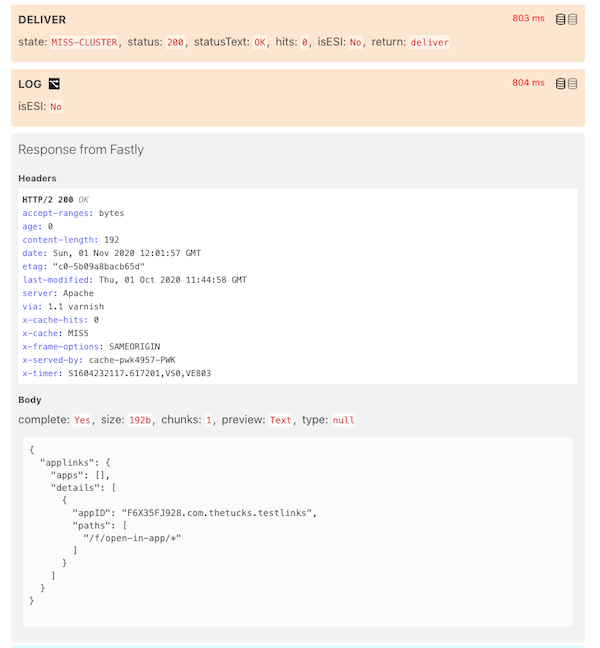 DELIVER 803 ms
state: MISS-CLUSTER, status: 200, statusText: OK, hits: 0, isESI: No, return: deliver
LOG 804 ms
isESI: No
Response from Fastly
Headers
HTTP/2 200 OK
accept-ranges: bytes
age: 0
content-length: 192
date: Sun, 01 Nov 2020 12:01:57 GMT
etag: "c0-5b09a8bacb65d"
last-modified: Thu, 01 Oct 2020 11:44:58 GMT
server: Apache
via: 1.1 varnish
x-cache-hits: 0
x-cache: MISS
x-frame-options: SAMEORIGIN
x-served-by: cache-pwk4957-PWK
x-timer: S1604232117.617201,VS0,VE803
Body
complete: Yes, size: 192b, chunks: 1, preview: Text, type: null
{
  "applinks": {
    "apps": [],
    "details": [
      {
        "appID": "F6X35FJ928.com.thetucks.testlinks",
        "paths": [
          "/f/open-in-app/*"
        ]
      }
    ]
  }
}